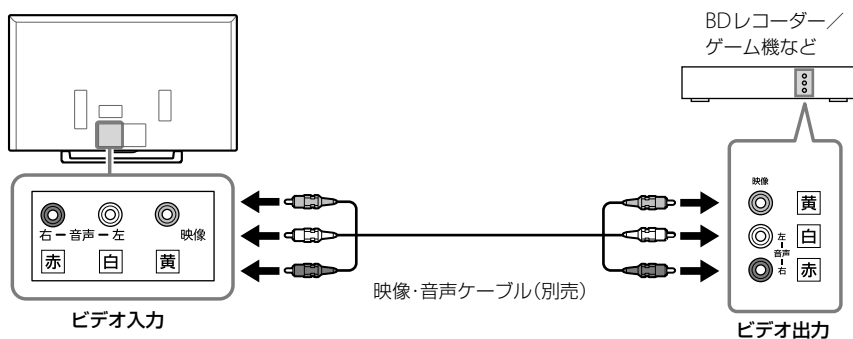 BDレコーダー／
ゲーム機など
右 音声 左
映像
赤
白
黄
ビデオ入力
映像･音声ケーブル（別売）
映像
黄
左
音声
右
白
赤
ビデオ出力